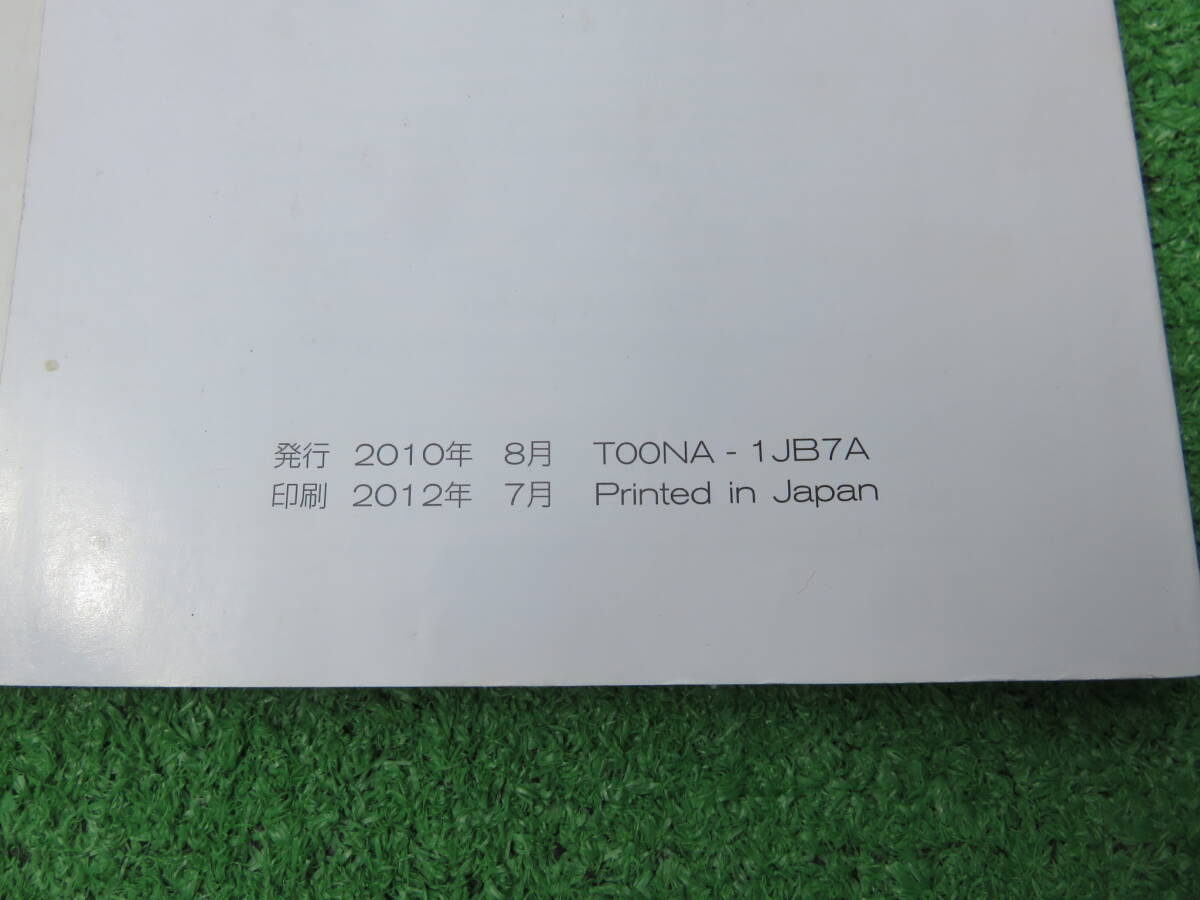 発行 2010年 8月 T00NA - 1JB7A
印刷 2012年 7月 Printed in Japan